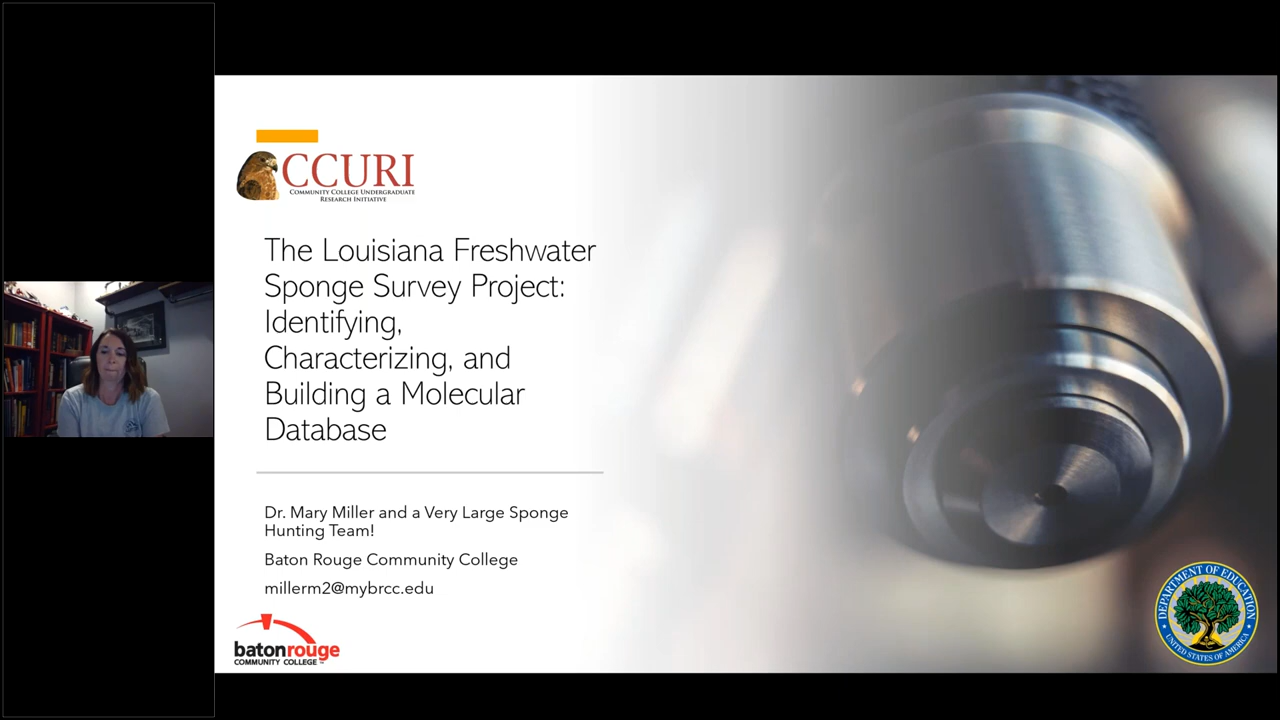 CCURI
COMMUNITY COLLEGE UNDERGRADUATE
RESEARCH INITIATIVE
The Louisiana Freshwater
Sponge Survey Project:
Identifying,
Characterizing, and
Building a Molecular
Database
Dr. Mary Miller and a Very Large Sponge
Hunting Team!
Baton Rouge Community College
millerm2@mybrcc.edu
batonrouge
COMMUNITY COLLEGE
DEPARTMENT OF EDUCATION
UNITED STATES OF AMERICA